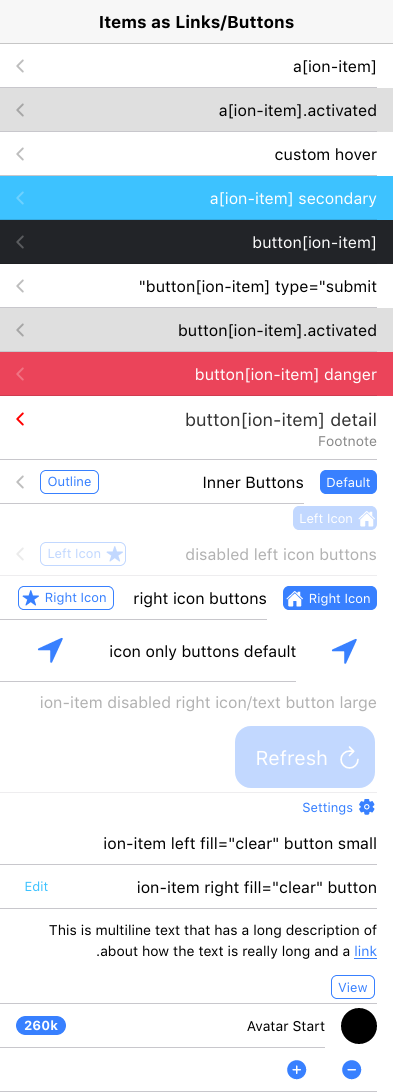 Items as Links/Buttons
a[ion-item]
a[ion-item].activated
custom hover
a[ion-item] secondary
button[ion-item]
"button[ion-item] type="submit
button[ion-item].activated
button[ion-item] danger
button[ion-item] detail
Footnote
Outline Inner Buttons Default
Left Icon
Left Icon disabled left icon buttons
Right Icon right icon buttons Right Icon
icon only buttons default
ion-item disabled right icon/text button large
Refresh
Settings
ion-item left fill="clear" button small
Edit ion-item right fill="clear" button
This is multiline text that has a long description of
.about how the text is really long and a link
View
260k Avatar Start